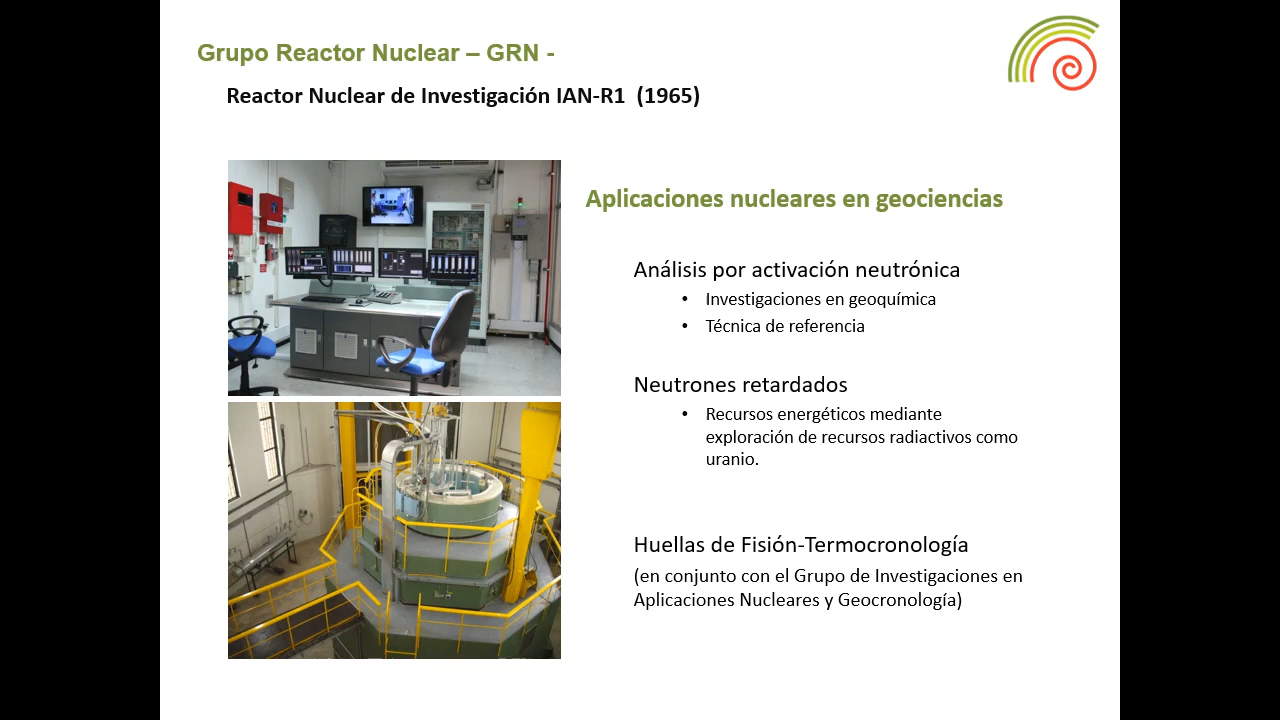 Grupo Reactor Nuclear – GRN -
Reactor Nuclear de Investigación IAN-R1 (1965)
Aplicaciones nucleares en geociencias
Análisis por activación neutrónica
• Investigaciones en geoquímica
• Técnica de referencia
Neutrones retardados
• Recursos energéticos mediante
exploración de recursos radiactivos como
uranio.
Huellas de Fisión-Termocronología
(en conjunto con el Grupo de Investigaciones en
Aplicaciones Nucleares y Geocronología)